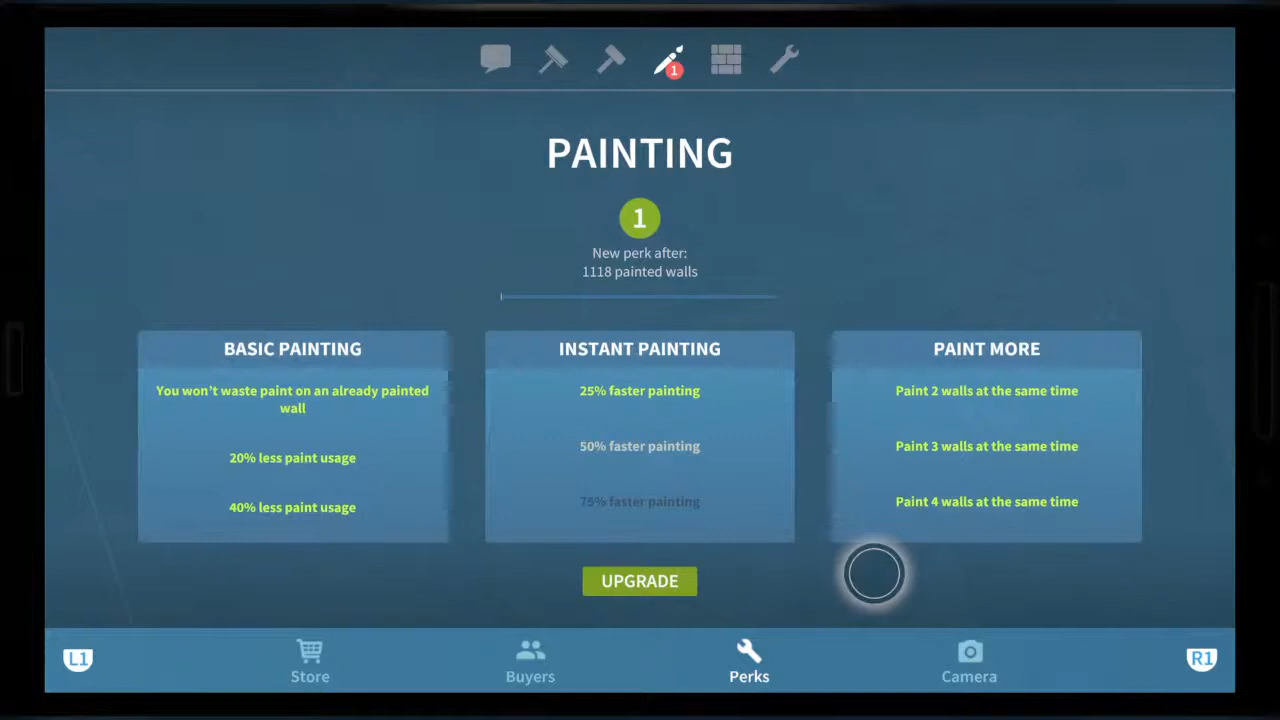 1
PAINTING
1
New perk after:
1118 painted walls
BASIC PAINTING
You won't waste paint on an already painted
wall
20% less paint usage
40% less paint usage
INSTANT PAINTING
25% faster painting
50% faster painting
75% faster painting
PAINT MORE
Paint 2 walls at the same time
Paint 3 walls at the same time
Paint 4 walls at the same time
UPGRADE
L1
Store
Buyers
Perks
Camera
R1